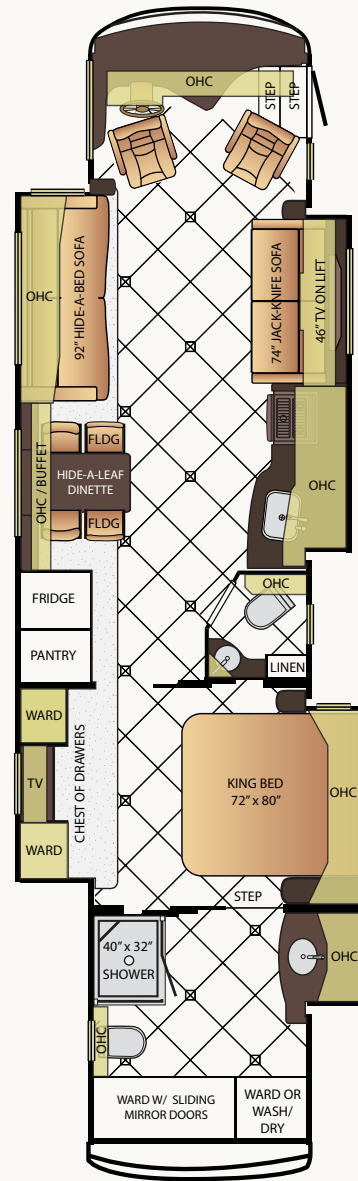 OHC
STEP
STEP
OHC
92" HIDE-A-BED SOFA
74" JACK-KNIFE SOFA
46" TV ON LIFT
OHC / BUFFET
FLDG
HIDE-A-LEAF
DINETTE
FLDG
OHC
FRIDGE
OHC
PANTRY
LINEN
WARD
TV
CHEST OF DRAWERS
WARD
KING BED
72" x 80"
OHC
STEP
40" x 32"
SHOWER
OHC
OHC
WARD W/ SLIDING
MIRROR DOORS
WARD OR
WASH/
DRY